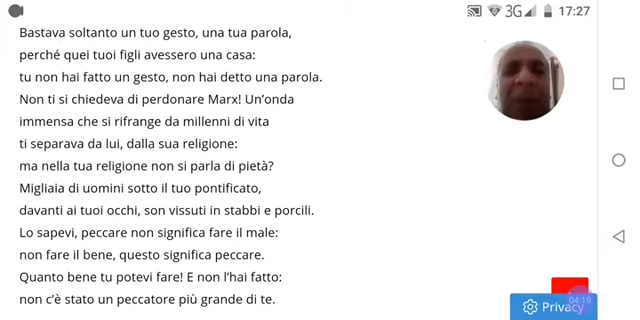 3G 17:27
Bastava soltanto un tuo gesto, una tua parola,
perché quei tuoi figli avessero una casa:
tu non hai fatto un gesto, non hai detto una parola.
Non ti si chiedeva di perdonare Marx! Un’onda
immensa che si rifrange da millenni di vita
ti separava da lui, dalla sua religione:
ma nella tua religione non si parla di pietà?
Migliaia di uomini sotto il tuo pontificato,
davanti ai tuoi occhi, son vissuti in stabbi e porcili.
Lo sapevi, peccare non significa fare il male:
non fare il bene, questo significa peccare.
Quanto bene tu potevi fare! E non l’hai fatto:
non c’è stato un peccatore più grande di te.
04:19
Privacy